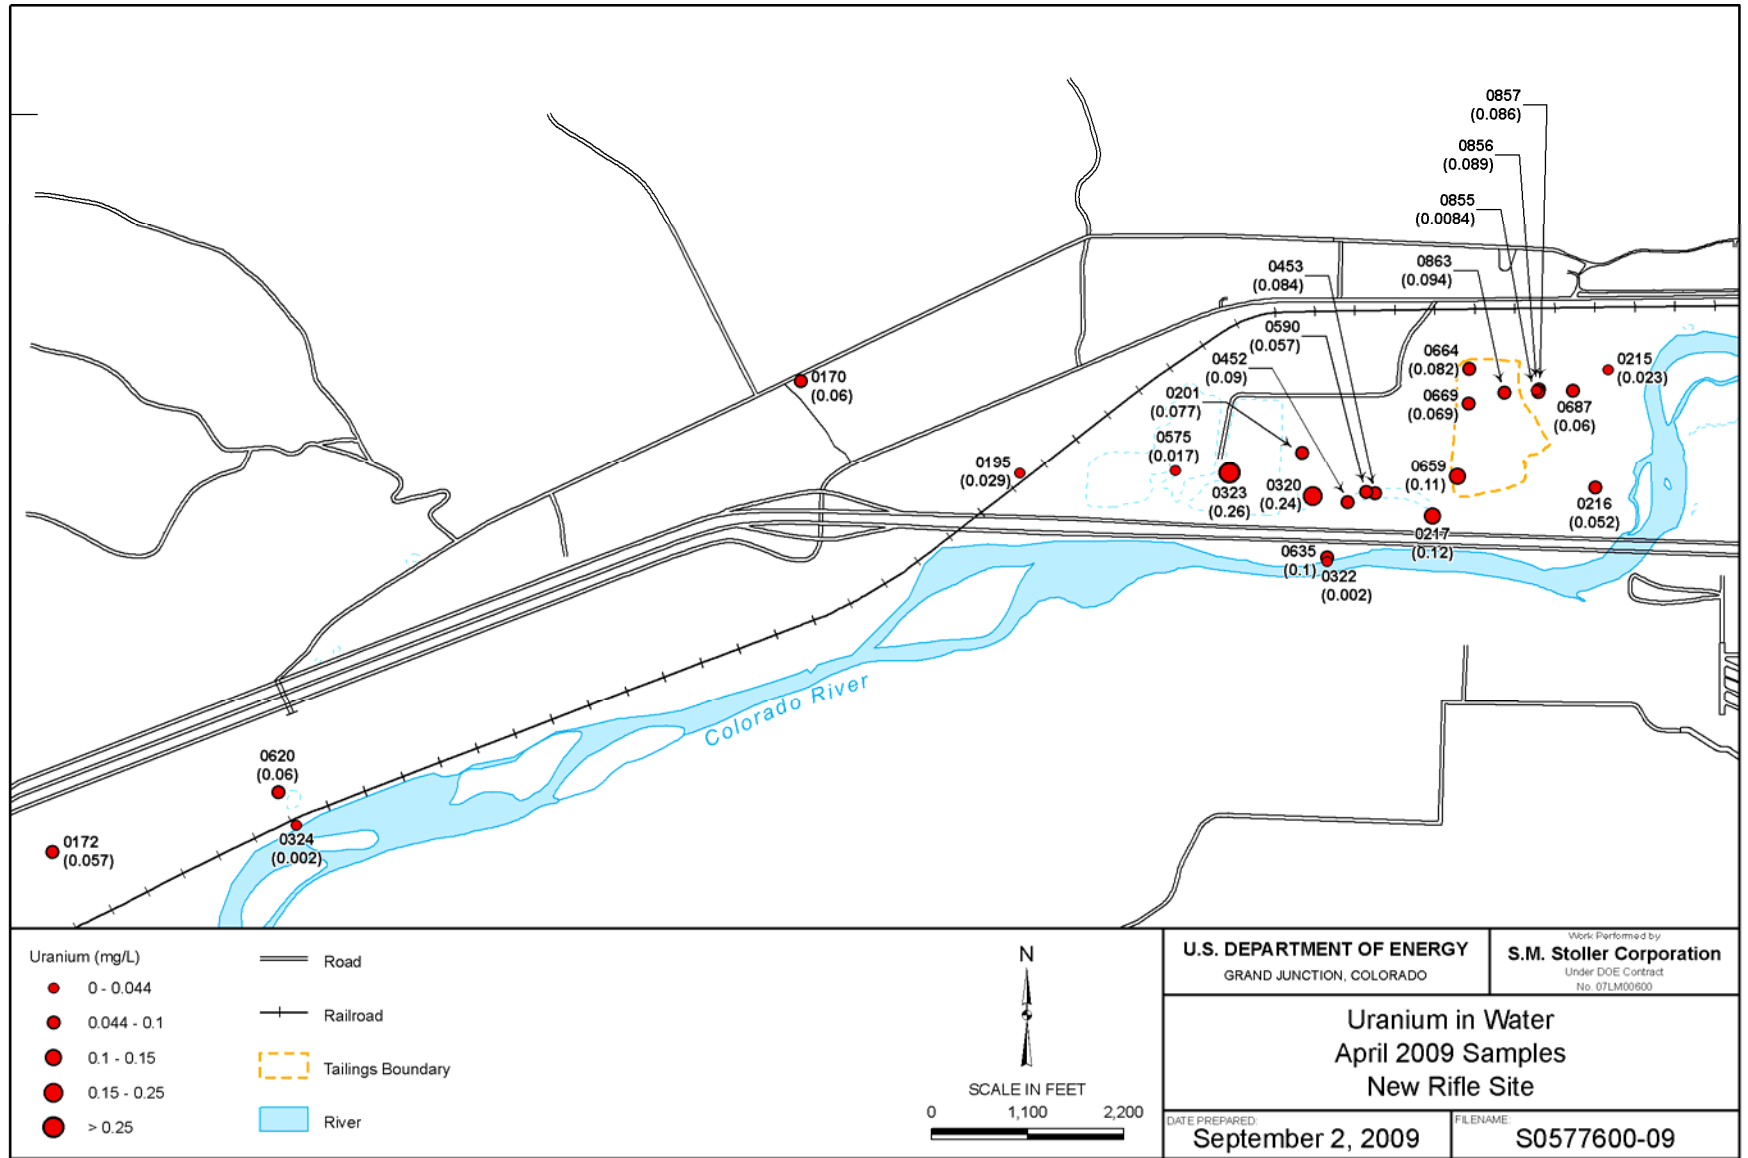 0857
(0.086)
0856
(0.089)
0855
(0.0084)
0453
(0.084)
0863
(0.094)
0590
(0.057)
0452
(0.09)
0201
(0.077)
0664
(0.082)
0669
(0.069)
0215
(0.023)
0687
(0.06)
0170
(0.06)
0575
(0.017)
0195
(0.029)
0323
(0.26)
0320
(0.24)
0659
(0.11)
0216
(0.052)
0217
(0.12)
0635
(0.1)
0322
(0.002)
Colorado River
0620
(0.06)
0324
(0.002)
0172
(0.057)
Uranium (mg/L)
0 - 0.044
0.044 - 0.1
0.1 - 0.15
0.15 - 0.25
> 0.25
Road
Railroad
Tailings Boundary
River
N
SCALE IN FEET
0 1,100 2,200
U.S. DEPARTMENT OF ENERGY
GRAND JUNCTION, COLORADO
Work Performed by
S.M. Stoller Corporation
Under DOE Contract
No. 07LM00600
Uranium in Water
April 2009 Samples
New Rifle Site
DATE PREPARED:
September 2, 2009
FILENAME:
S0577600-09